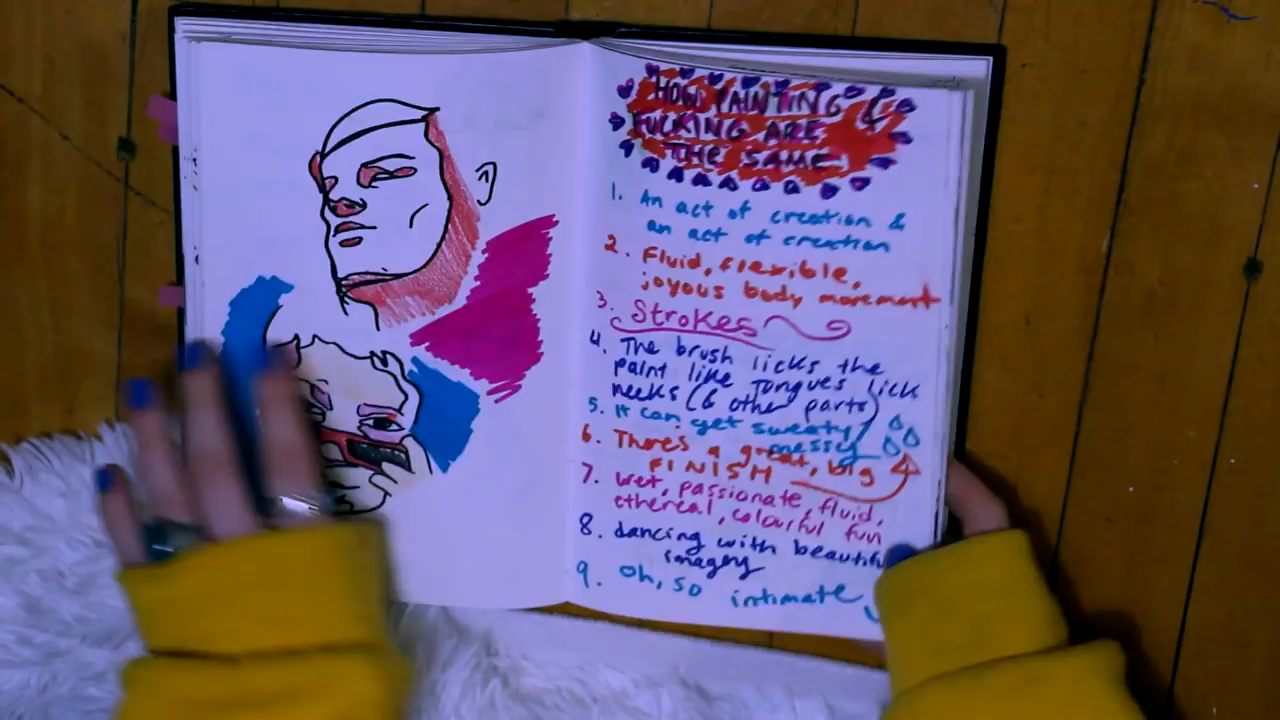 HOW PAINTING &
FUCKING ARE
THE SAME
1. An act of creation &
an act of creation
2. Fluid, flexible,
joyous body movement
3. Strokes
4. The brush licks the
paint like tongues lick
necks (& other parts)
5. It can get sweaty/
messy
6. There's a great, big
FINISH
7. Wet, passionate, fluid,
ethereal, colourful fun
8. dancing with beautiful
imagery
9. Oh, so intimate